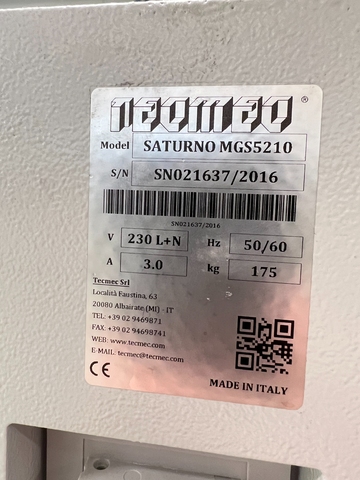 TECMEC ®
Model SATURNO MGS5210
S/N SN021637/2016
SN021637/2016
V 230 L+N Hz 50/60
A 3.0 kg 175
Tecmec Srl
Località Faustina, 63
20080 Albairate (MI) - IT
TEL: +39 02 9469871
FAX: +39 02 94698741
WEB: www.tecmec.com
E-MAIL: tecmec@tecmec.com
CE
MADE IN ITALY